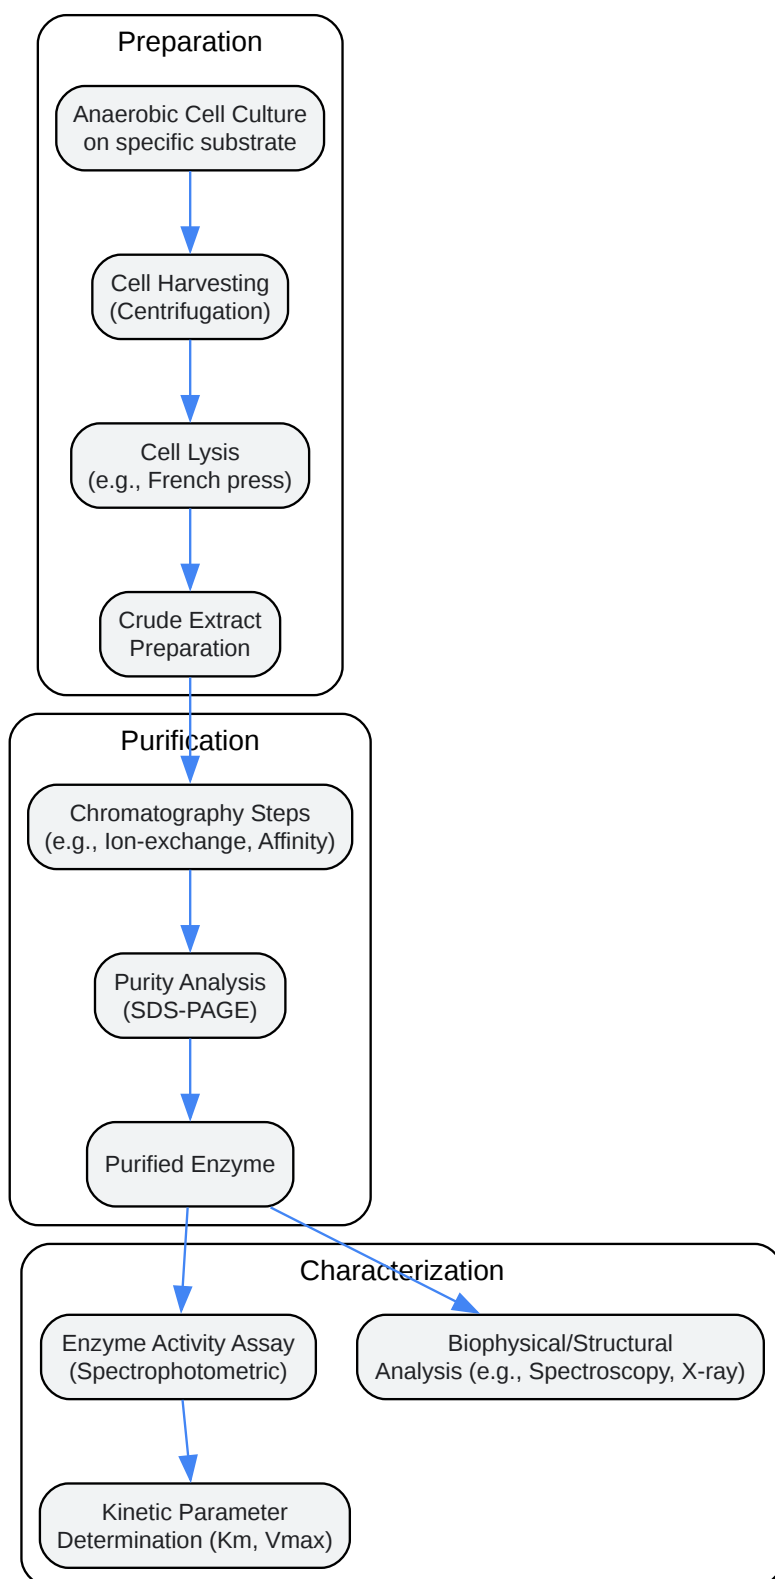 Preparation
Anaerobic Cell Culture
on specific substrate
Cell Harvesting
(Centrifugation)
Cell Lysis
(e.g., French press)
Crude Extract
Preparation
Purification
Chromatography Steps
(e.g., Ion-exchange, Affinity)
Purity Analysis
(SDS-PAGE)
Purified Enzyme
Characterization
Enzyme Activity Assay
(Spectrophotometric)
Biophysical/Structural
Analysis (e.g., Spectroscopy, X-ray)
Kinetic Parameter
Determination (Km, Vmax)